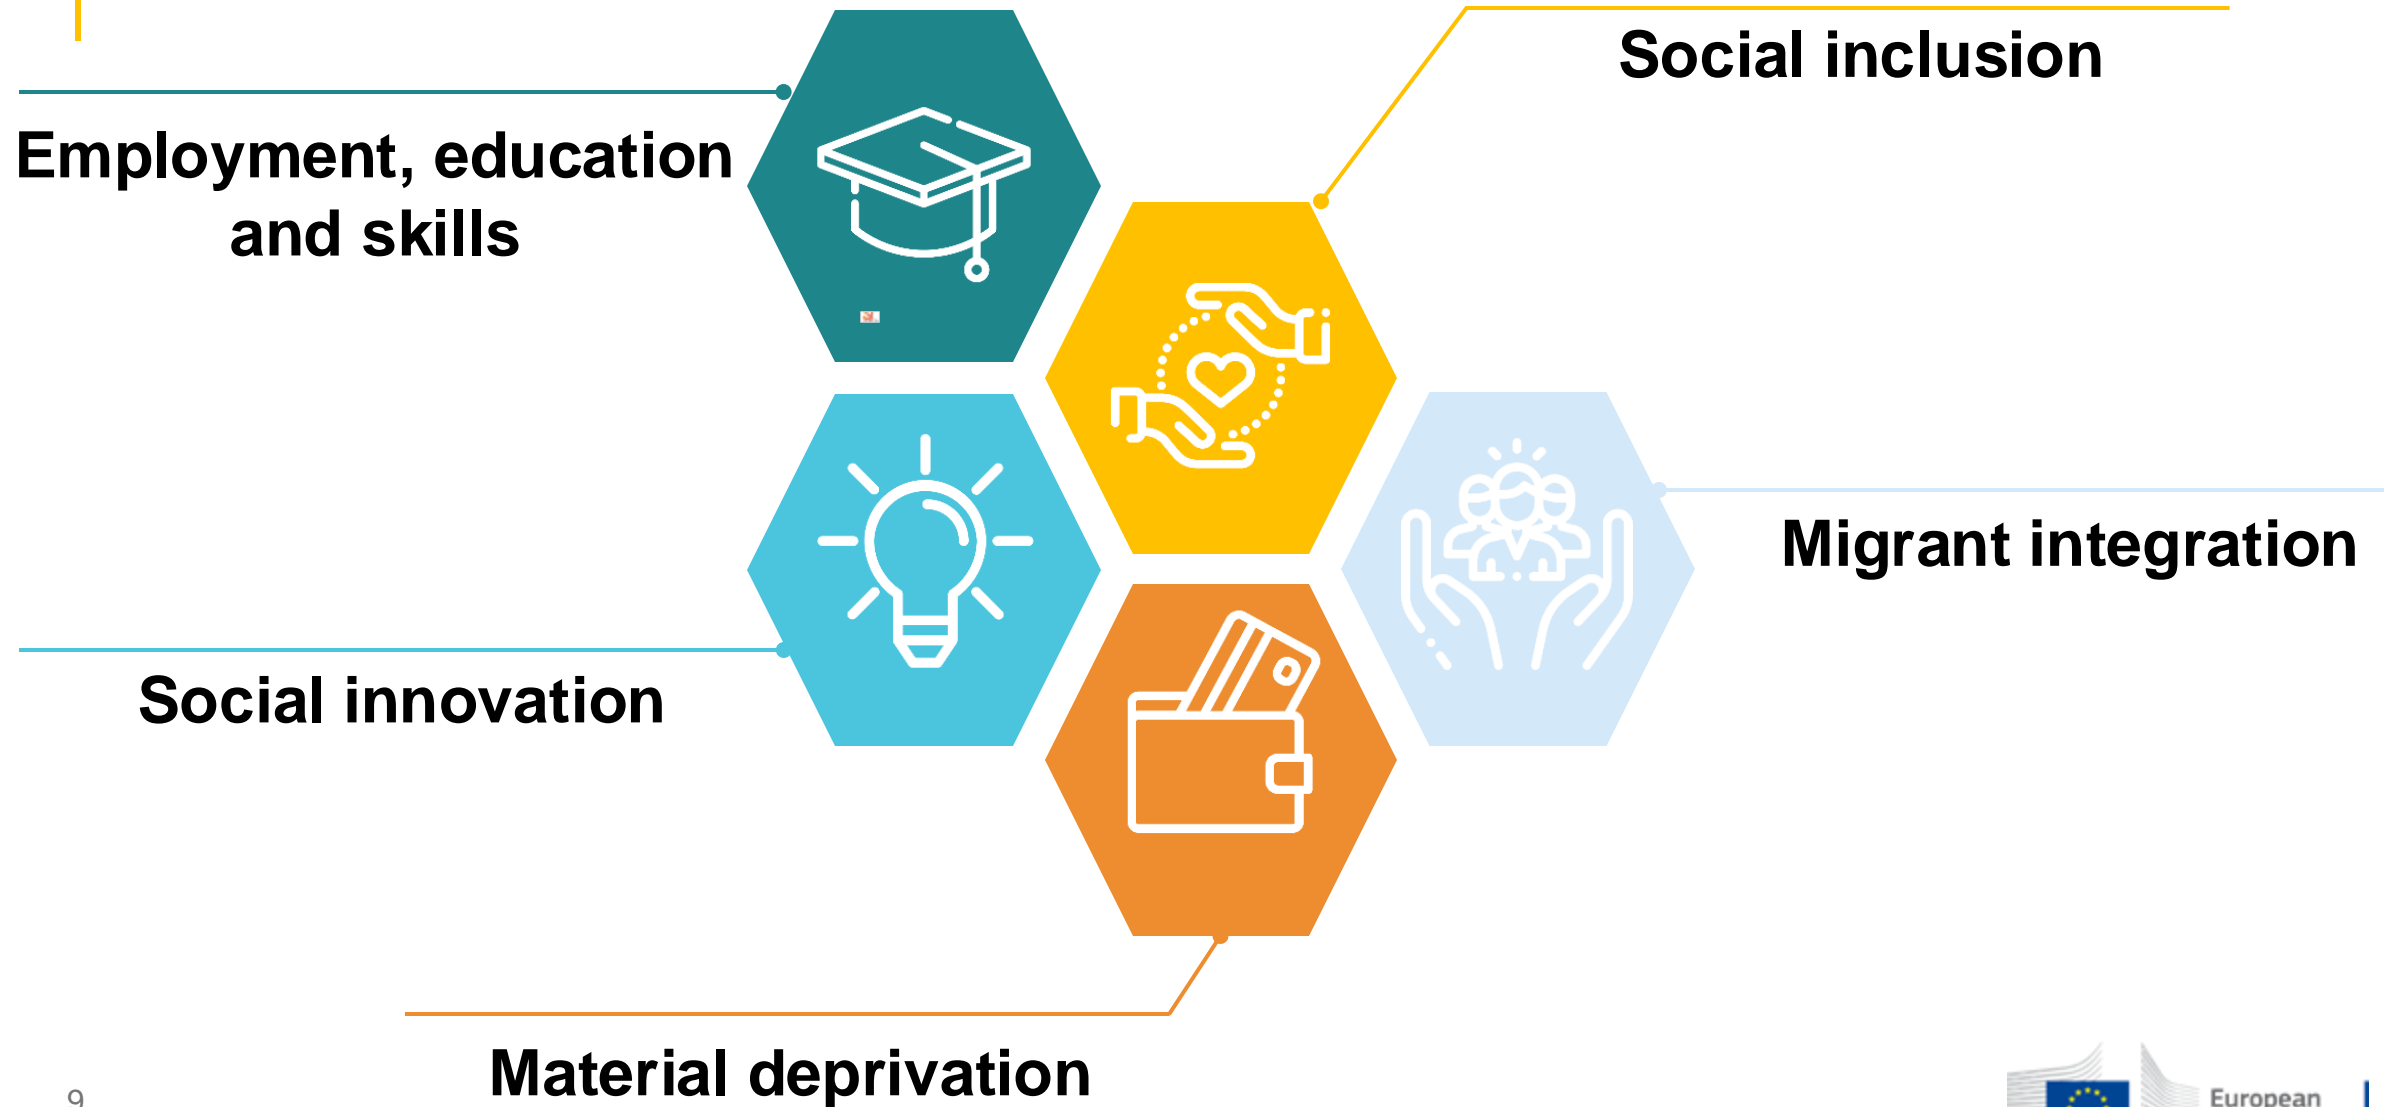 Social inclusion
Employment, education
and skills
Migrant integration
Social innovation
Material deprivation
9
European